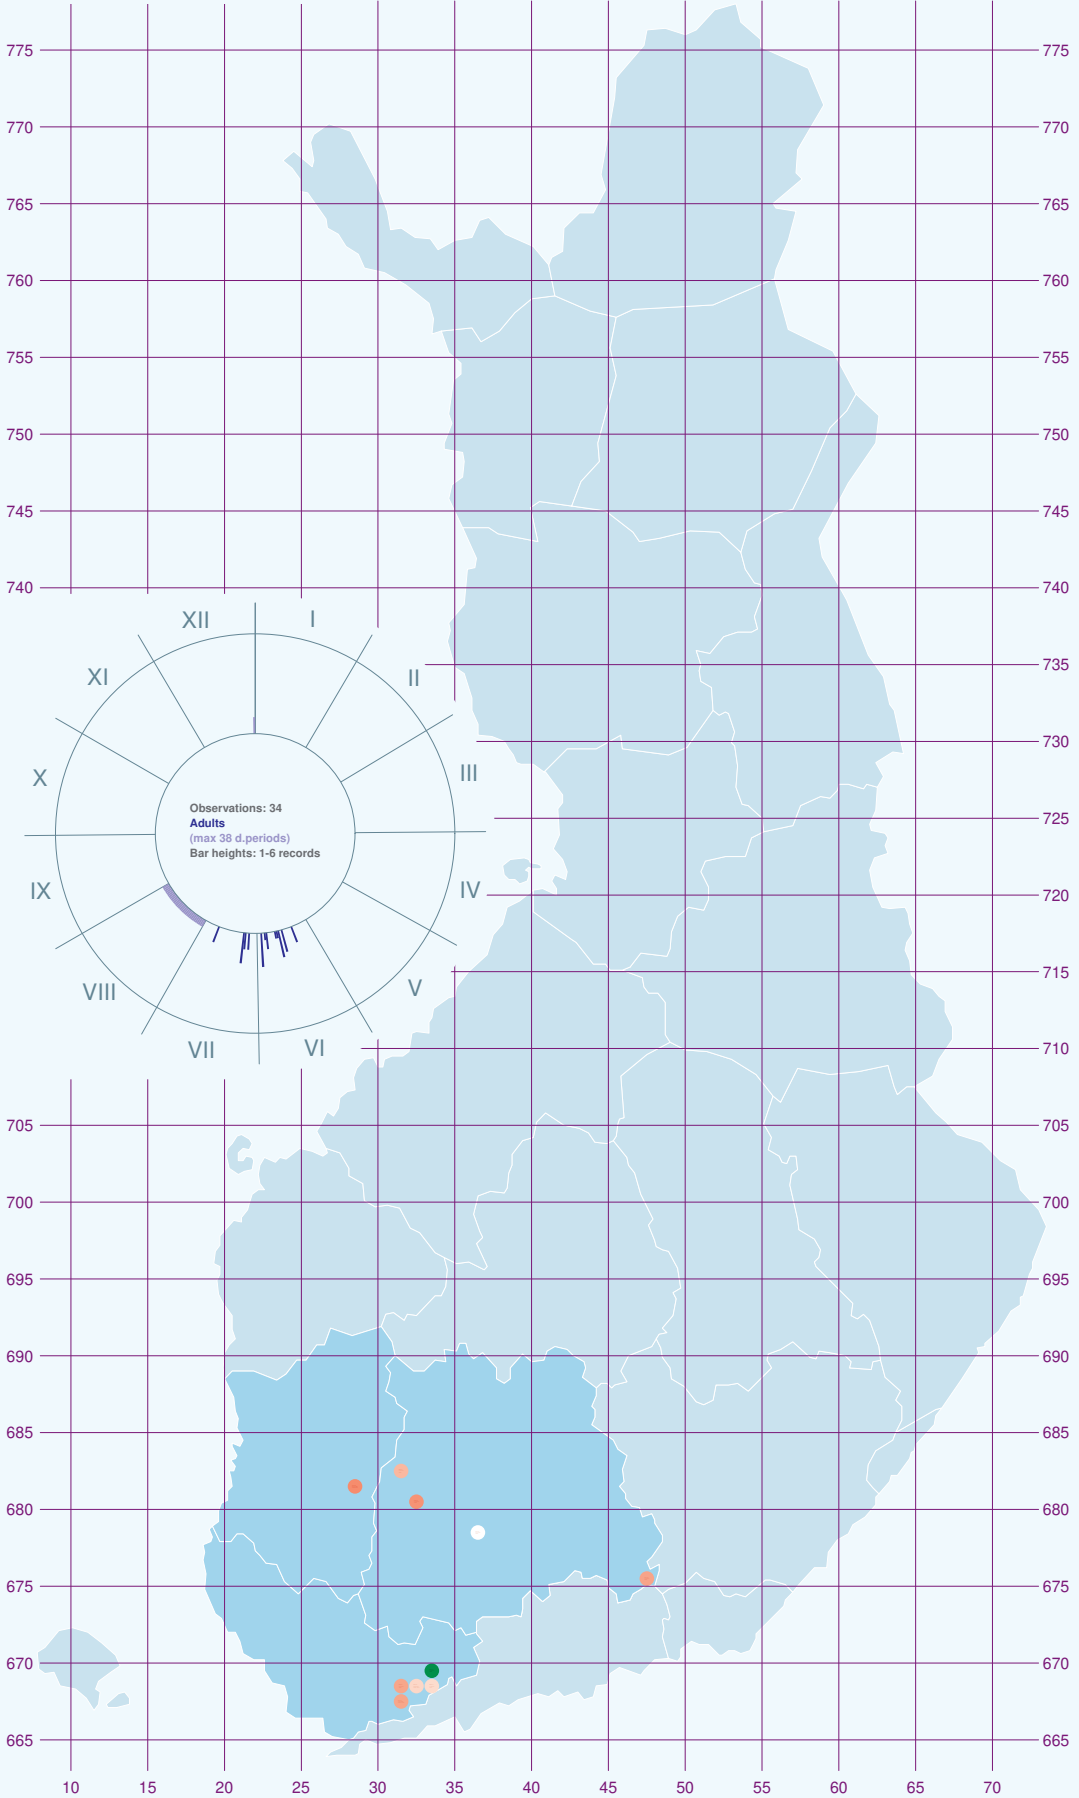 775 775
770 770
765 765
760 760
755 755
750 750
745 745
740 740
XII I
XI II
735
X III
730
Observations: 34
Adults
(max 38 d.periods)
Bar heights: 1-6 records
725
IX IV
720
VIII V
715
VII VI
710
705 705
700 700
695 695
690 690
685 685
680 680
675 675
670 670
665 665
10 15 20 25 30 35 40 45 50 55 60 65 70